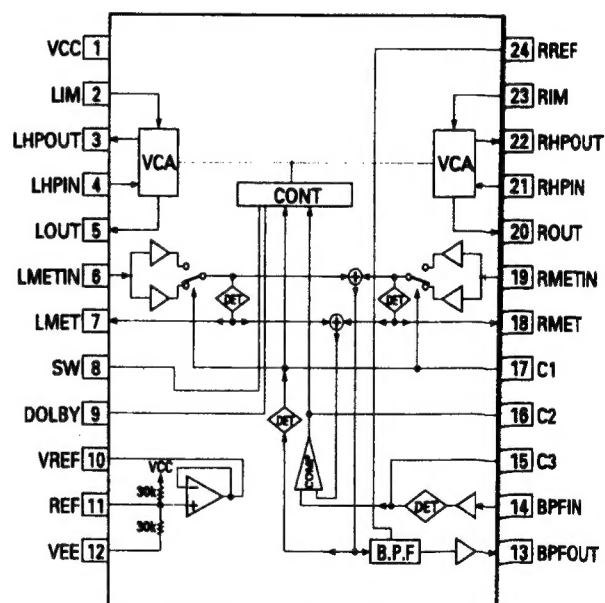 VCC 1
LIM 2
LHPOUT 3
LHPIN 4
LOUT 5
LMETIN 6
LMET 7
SW 8
DOLBY 9
VREF 10
REF 11
VEE 12
24 RREF
23 RIM
22 RHPOUT
21 RHPIN
20 ROUT
19 RMETIN
18 RMET
17 C1
16 C2
15 C3
14 BPFIN
13 BPFOUT
VCA
VCA
CONT
DET
DET
DET
COMP
DET
B.P.F
VCC
30k
30k